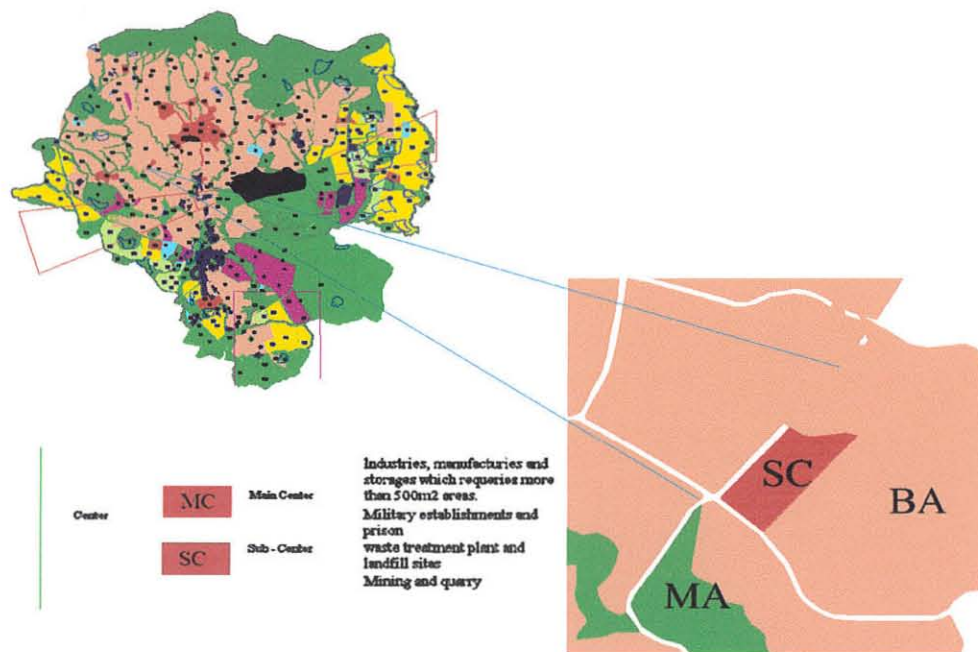 Center
MC
Main Center
SC
Sub - Center
Industries, manufacturies and
storages which requeries more
than 500m2 areas.
Military establishments and
prison
waste treatment plant and
landfill sites
Mining and quarry
SC
BA
MA